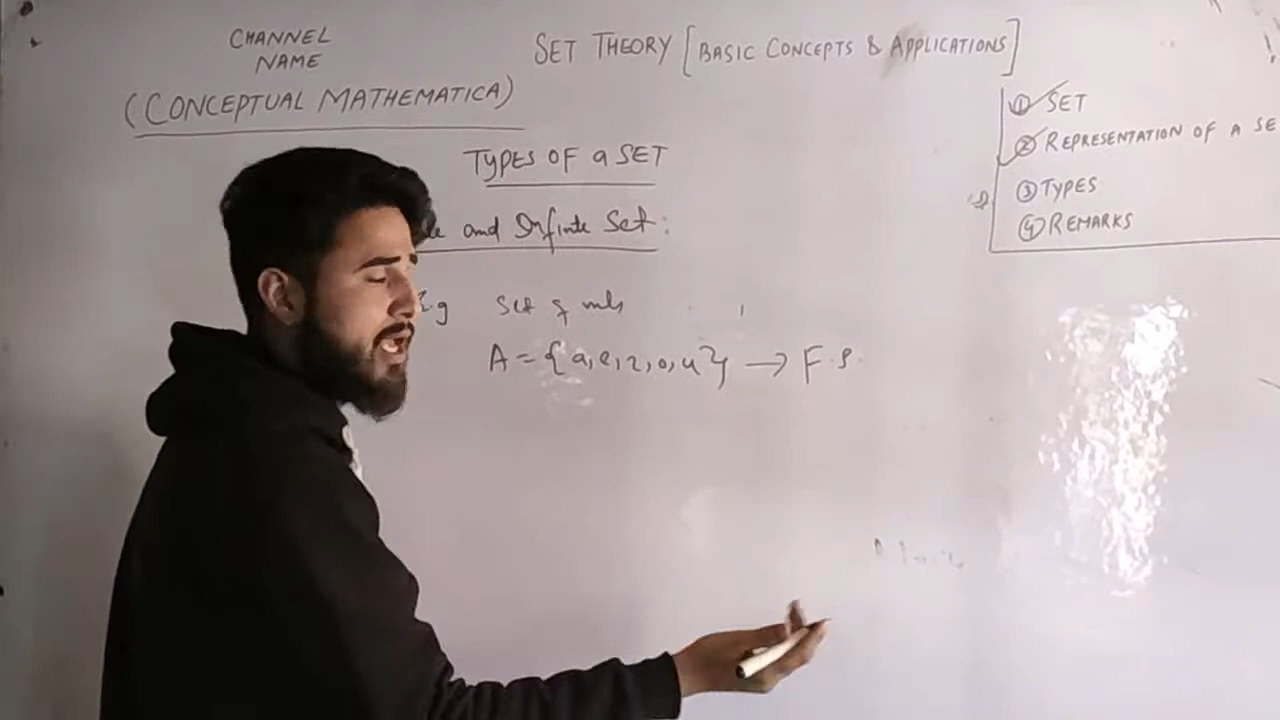 CHANNEL
NAME
(CONCEPTUAL MATHEMATICA)
SET THEORY [BASIC CONCEPTS & APPLICATIONS]
① SET
② REPRESENTATION OF A SE
③ TYPES
④ REMARKS
TYPES OF a SET
and Infinite Set:
g Set of
A = {a, e, i, o, u} → F.S.